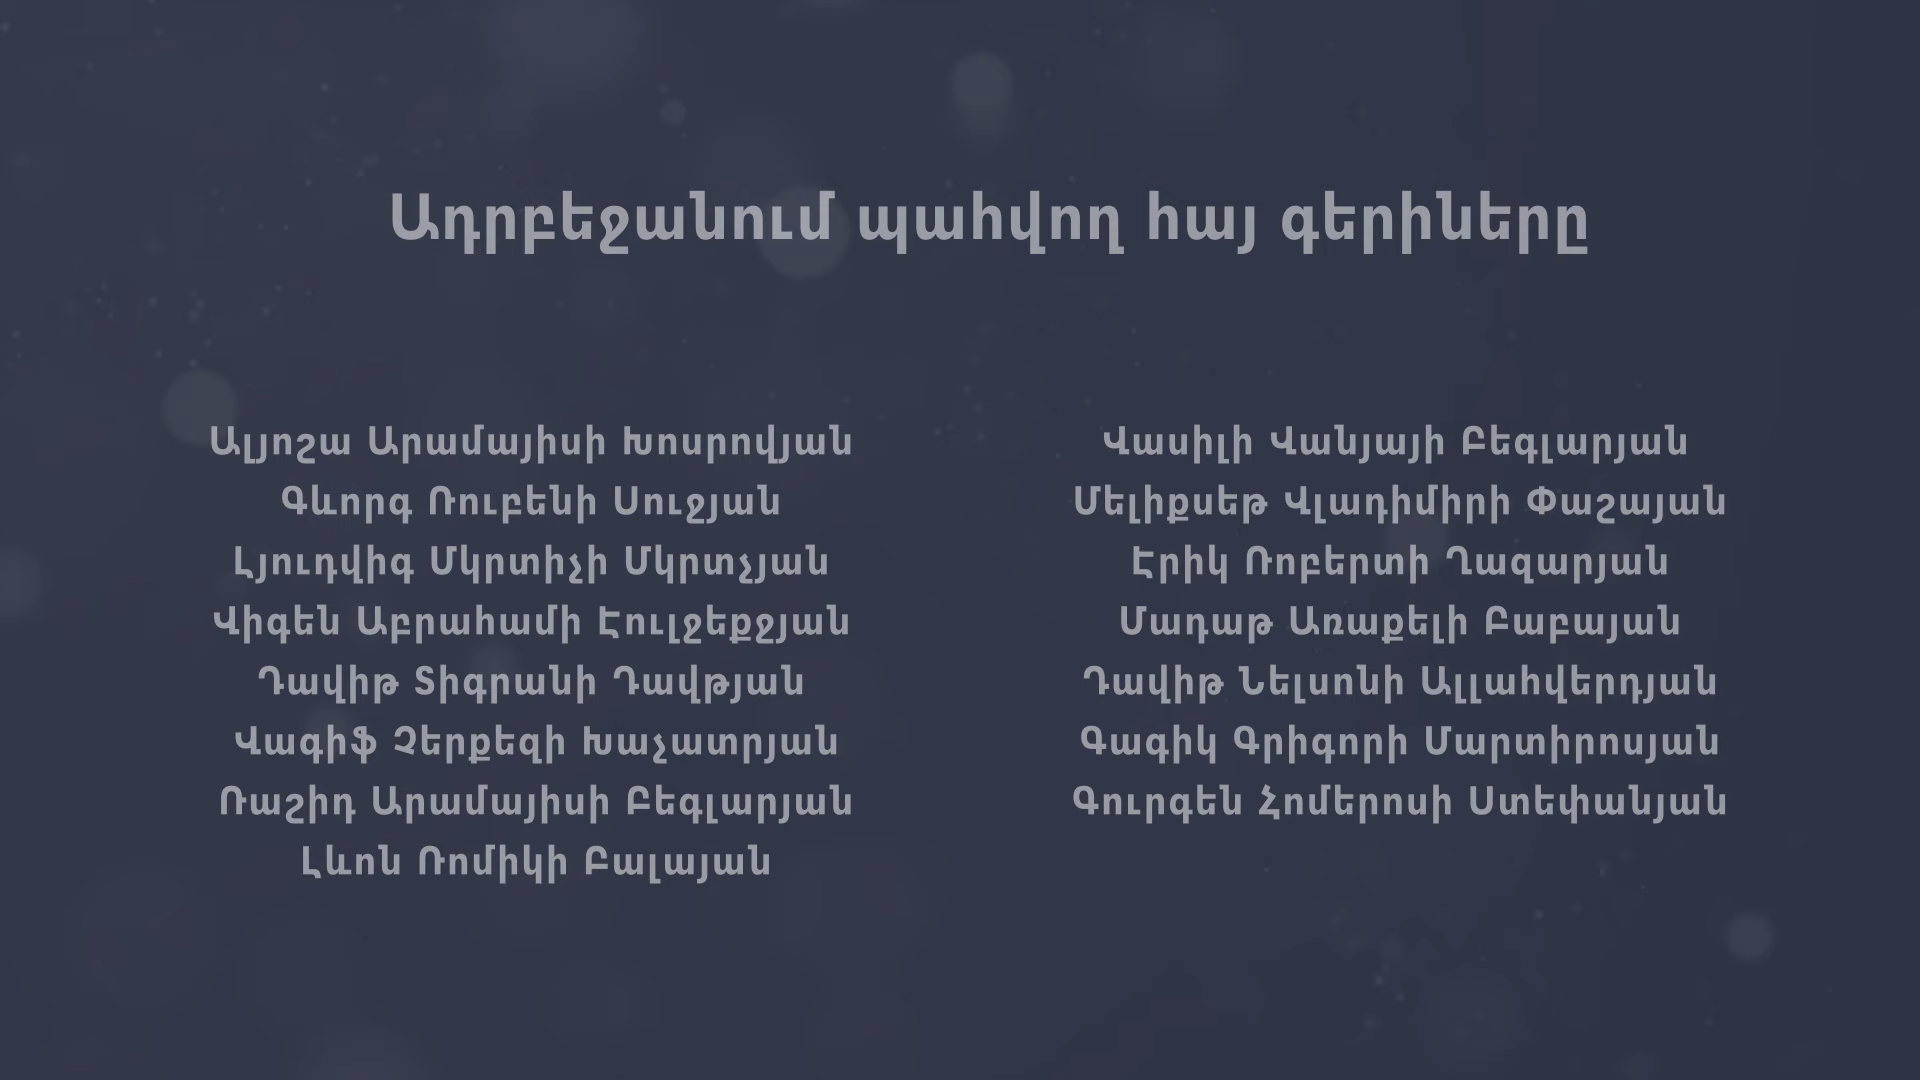 Ադրբեջանում պահվող հայ գերիները
Ալյոշա Արամայիսի Խոսրովյան
Գևորգ Ռուբենի Սուջյան
Լյուդվիգ Մկրտիչի Մկրտչյան
Վիգեն Աբրահամի Էուլջեքջյան
Դավիթ Տիգրանի Դավթյան
Վագիֆ Չերքեզի Խաչատրյան
Ռաշիդ Արամայիսի Բեգլարյան
Լևոն Ռոմիկի Բալայան
Վասիլի Վանյայի Բեգլարյան
Մելիքսեթ Վլադիմիրի Փաշայան
Էրիկ Ռոբերտի Ղազարյան
Մադաթ Առաքելի Բաբայան
Դավիթ Նելսոնի Ալլահվերդյան
Գագիկ Գրիգորի Մարտիրոսյան
Գուրգեն Հոմերոսի Ստեփանյան